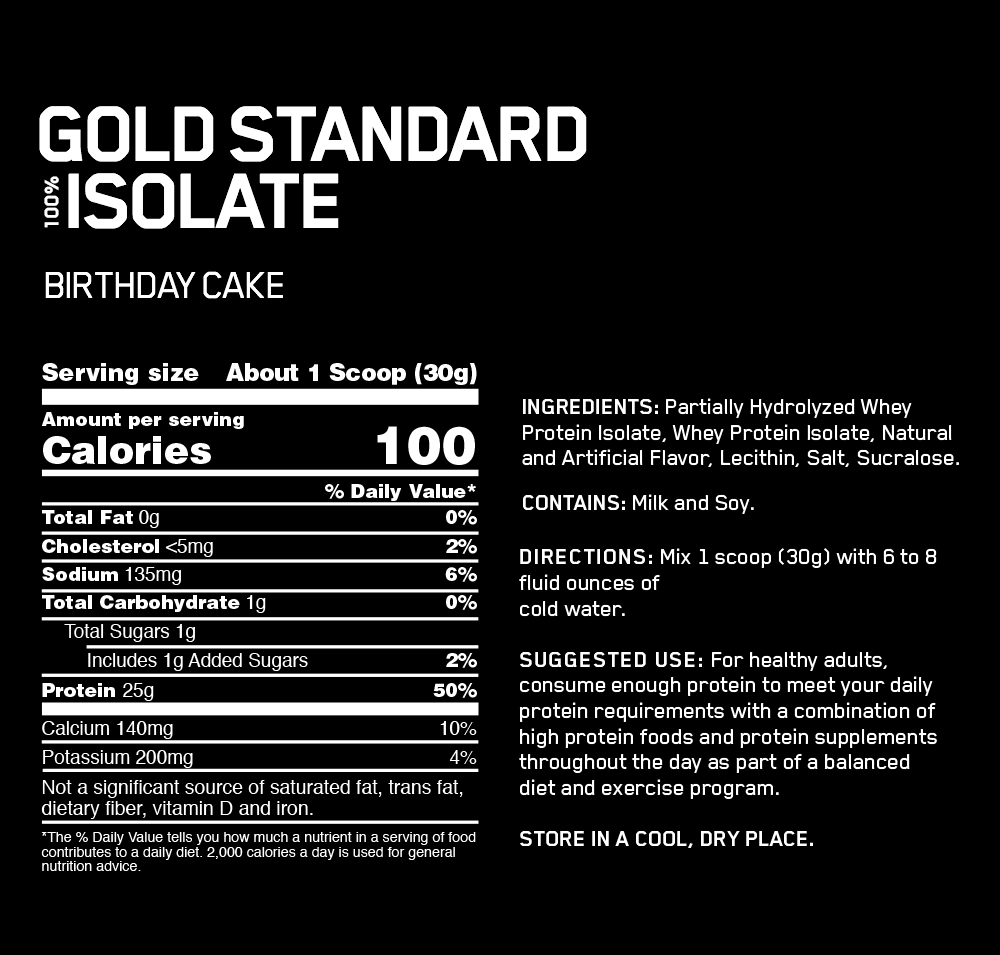 GOLD STANDARD
100% ISOLATE
BIRTHDAY CAKE
Serving size About 1 Scoop (30g)
Amount per serving
Calories 100
% Daily Value*
Total Fat 0g 0%
Cholesterol <5mg 2%
Sodium 135mg 6%
Total Carbohydrate 1g 0%
Total Sugars 1g
Includes 1g Added Sugars 2%
Protein 25g 50%
Calcium 140mg 10%
Potassium 200mg 4%
Not a significant source of saturated fat, trans fat,
dietary fiber, vitamin D and iron.
*The % Daily Value tells you how much a nutrient in a serving of food
contributes to a daily diet. 2,000 calories a day is used for general
nutrition advice.
INGREDIENTS: Partially Hydrolyzed Whey
Protein Isolate, Whey Protein Isolate, Natural
and Artificial Flavor, Lecithin, Salt, Sucralose.
CONTAINS: Milk and Soy.
DIRECTIONS: Mix 1 scoop (30g) with 6 to 8
fluid ounces of
cold water.
SUGGESTED USE: For healthy adults,
consume enough protein to meet your daily
protein requirements with a combination of
high protein foods and protein supplements
throughout the day as part of a balanced
diet and exercise program.
STORE IN A COOL, DRY PLACE.